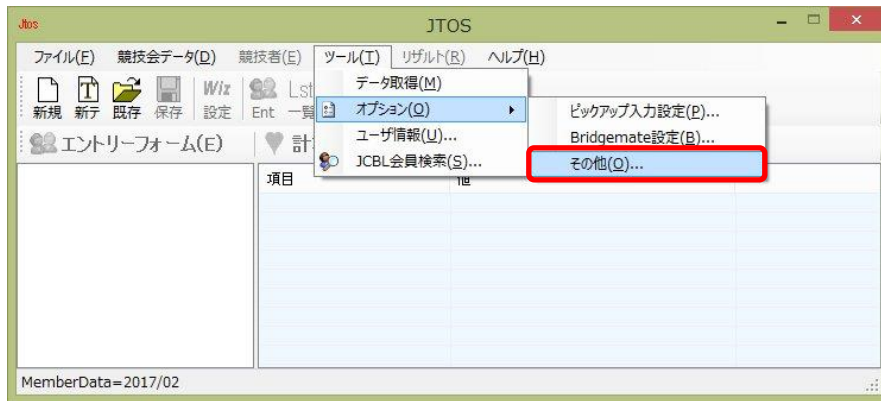 Jtos JTOS
ファイル(F) 競技会データ(D) 競技者(E) ツール(T) リザルト(R) ヘルプ(H)
新規 新テ 既存 保存 Wiz 設定 Ent Lst 一覧
エントリーフォーム(E) 計
データ取得(M)
オプション(O)
ユーザ情報(U)...
JCBL会員検索(S)...
ピックアップ入力設定(P)...
Bridgemate設定(B)...
その他(O)...
項目 値
MemberData=2017/02